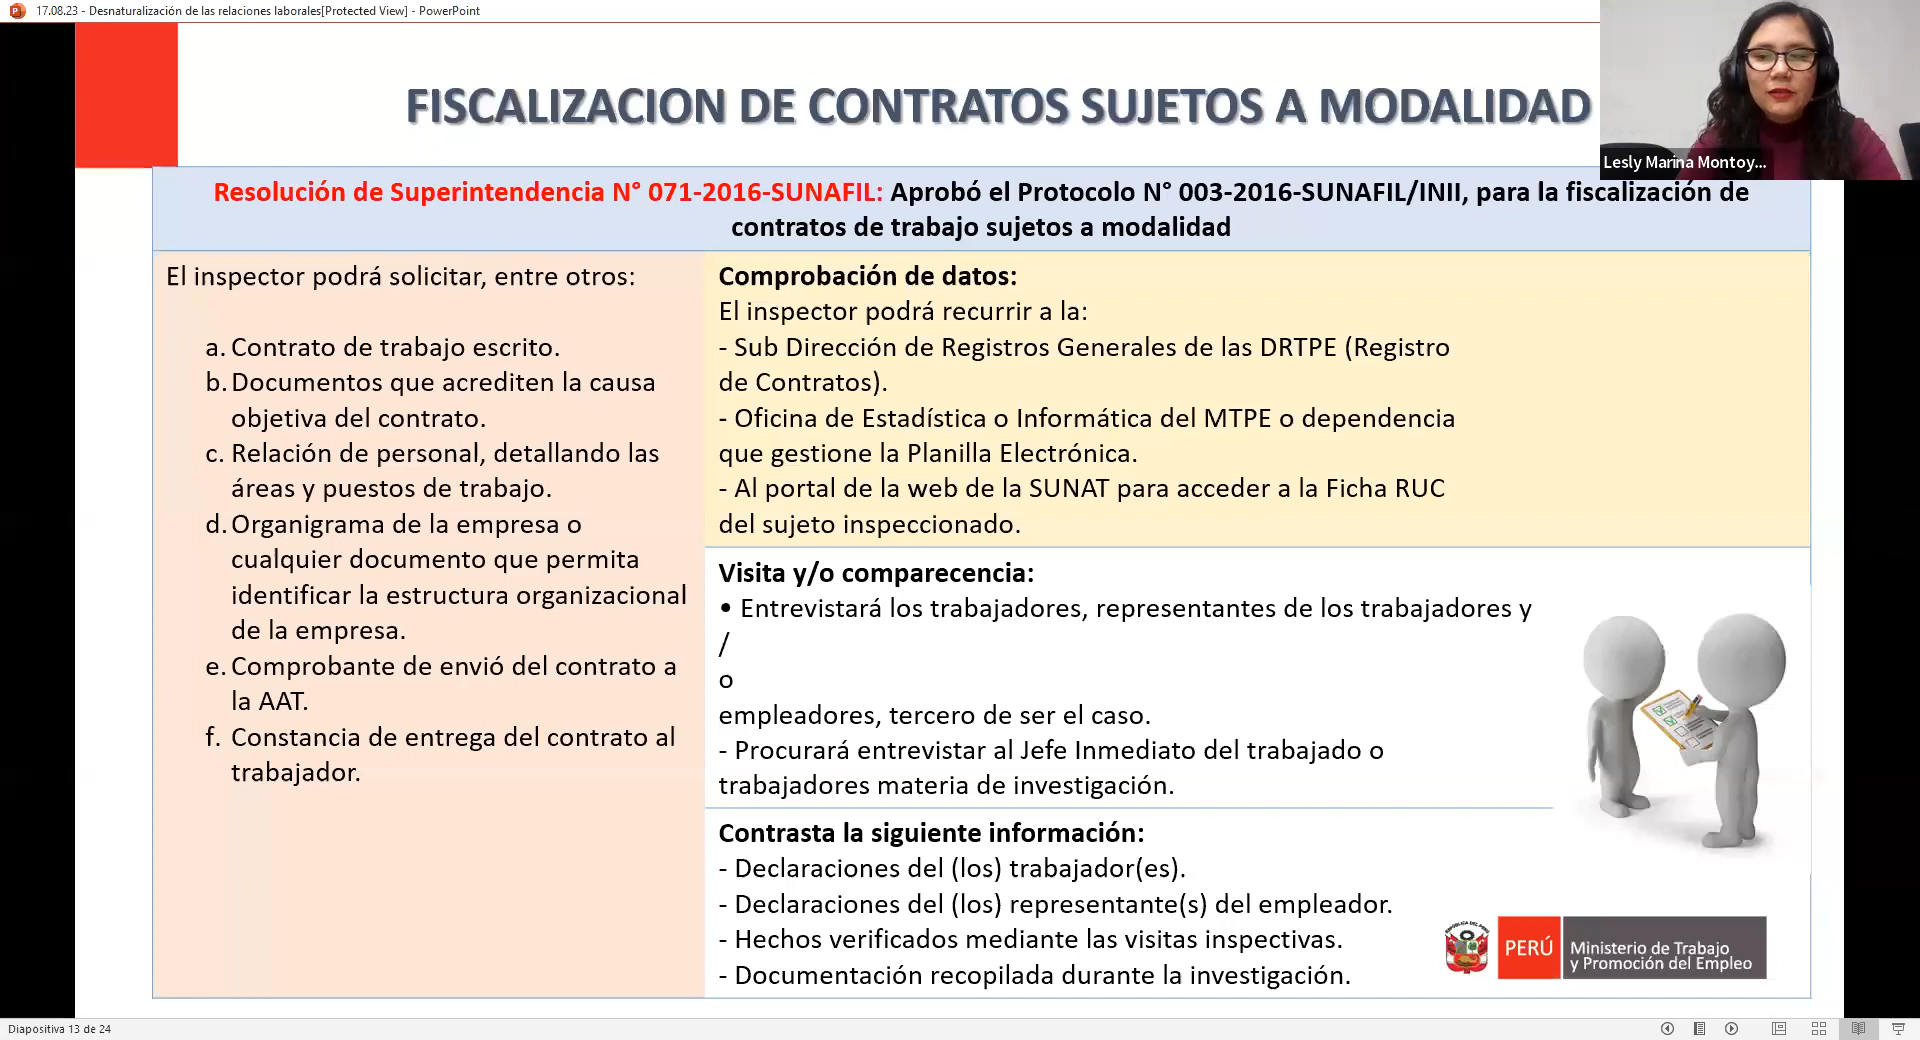 17.08.23 - Desnaturalización de las relaciones laborales[Protected View] - PowerPoint
FISCALIZACION DE CONTRATOS SUJETOS A MODALIDAD
Lesly Marina Montoy...
Resolución de Superintendencia N° 071-2016-SUNAFIL: Aprobó el Protocolo N° 003-2016-SUNAFIL/INII, para la fiscalización de
contratos de trabajo sujetos a modalidad
El inspector podrá solicitar, entre otros:
a. Contrato de trabajo escrito.
b. Documentos que acrediten la causa
objetiva del contrato.
c. Relación de personal, detallando las
áreas y puestos de trabajo.
d. Organigrama de la empresa o
cualquier documento que permita
identificar la estructura organizacional
de la empresa.
e. Comprobante de envió del contrato a
la AAT.
f. Constancia de entrega del contrato al
trabajador.
Comprobación de datos:
El inspector podrá recurrir a la:
- Sub Dirección de Registros Generales de las DRTPE (Registro
de Contratos).
- Oficina de Estadística o Informática del MTPE o dependencia
que gestione la Planilla Electrónica.
- Al portal de la web de la SUNAT para acceder a la Ficha RUC
del sujeto inspeccionado.
Visita y/o comparecencia:
• Entrevistará los trabajadores, representantes de los trabajadores y
/
o
empleadores, tercero de ser el caso.
- Procurará entrevistar al Jefe Inmediato del trabajado o
trabajadores materia de investigación.
Contrasta la siguiente información:
- Declaraciones del (los) trabajador(es).
- Declaraciones del (los) representante(s) del empleador.
- Hechos verificados mediante las visitas inspectivas.
- Documentación recopilada durante la investigación.
PERÚ
Ministerio de Trabajo
y Promoción del Empleo
Diapositiva 13 de 24